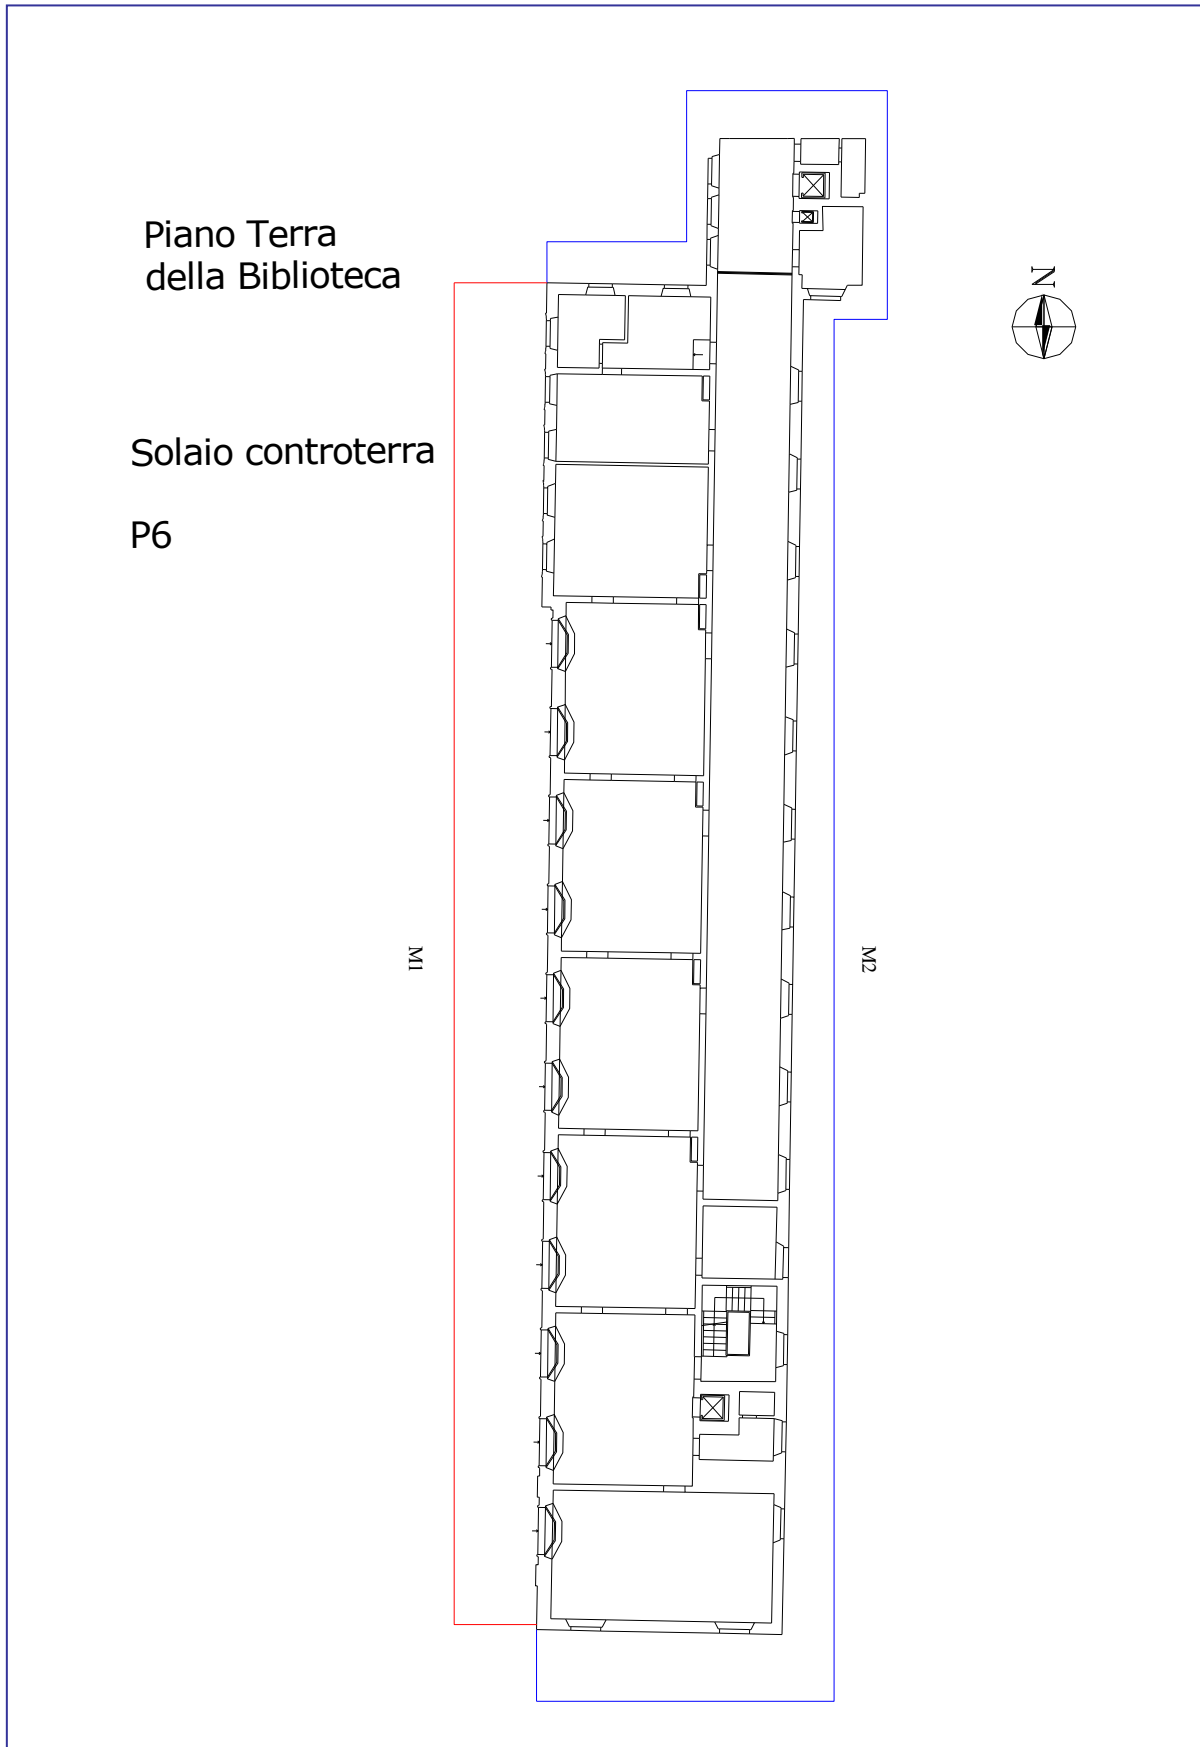 Piano Terra
della Biblioteca
N
Solaio controterra
P6
M1
M2